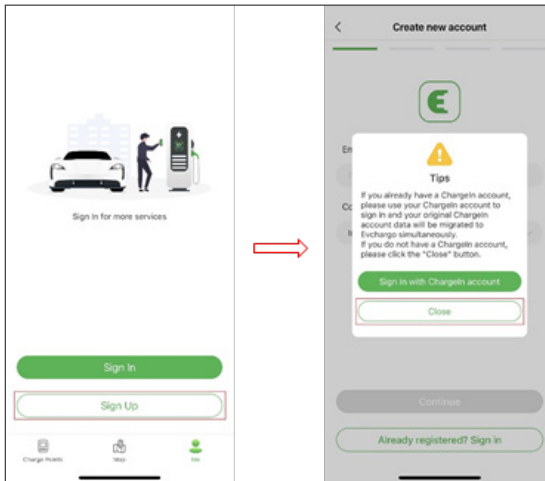 Sign In for more services
Sign In
Sign Up
Charge Points
Map
Me
Create new account
Tips
If you already have a ChargeIn account,
please use your ChargeIn account to
sign in and your original ChargeIn
account data will be migrated to
Evchargo simultaneously.
If you do not have a ChargeIn account,
please click the "Close" button.
Sign in with ChargeIn account
Close
Continue
Already registered? Sign in